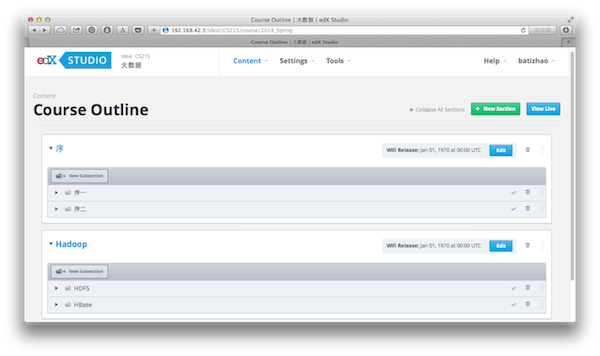 Course Outline | 大数据 | edX Studio
192.168.42.3/Ideal/CS215/course/2014_Spring
阅读器
Course Outline | 大数据 | edX Studio
edX STUDIO
Ideal CS215
大数据
Content Settings Tools Help batizhao
Content
Course Outline
Collapse All Sections + New Section View Live
序 Will Release: Jan 01, 1970 at 00:00 UTC Edit
New Subsection
序一
序二
Hadoop Will Release: Jan 01, 1970 at 00:00 UTC Edit
New Subsection
HDFS
HBase